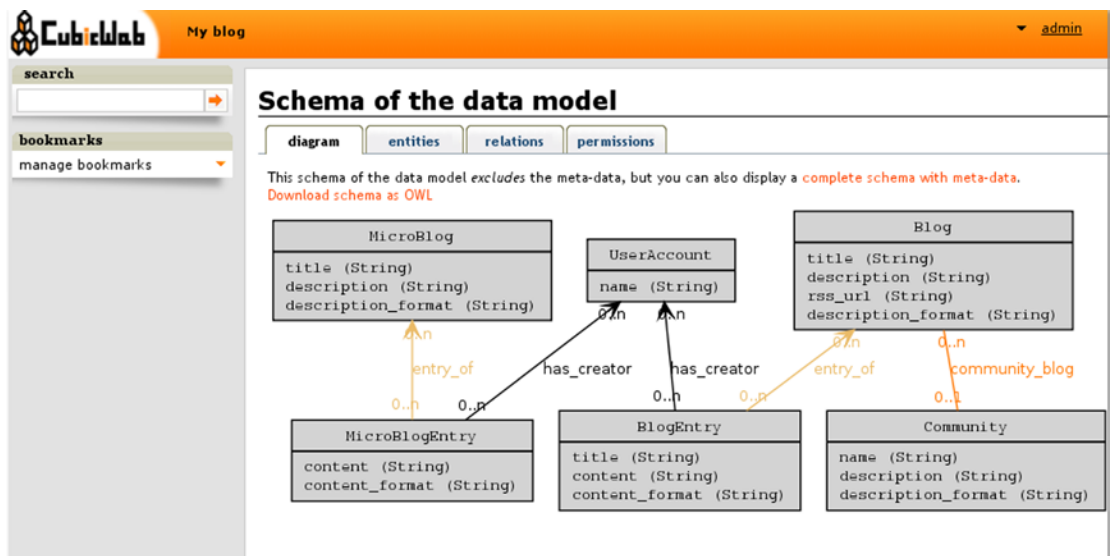 CubicWeb
My blog
admin
search
bookmarks
manage bookmarks
Schema of the data model
diagram
entities
relations
permissions
This schema of the data model excludes the meta-data, but you can also display a complete schema with meta-data.
Download schema as OWL
MicroBlog
title (String)
description (String)
description_format (String)
UserAccount
name (String)
Blog
title (String)
description (String)
rss_url (String)
description_format (String)
0..n
0..n
0..n
0..n
0..n
entry_of
has_creator
has_creator
entry_of
community_blog
0..n
0..n
0..n
0..n
0..1
MicroBlogEntry
content (String)
content_format (String)
BlogEntry
title (String)
content (String)
content_format (String)
Community
name (String)
description (String)
description_format (String)